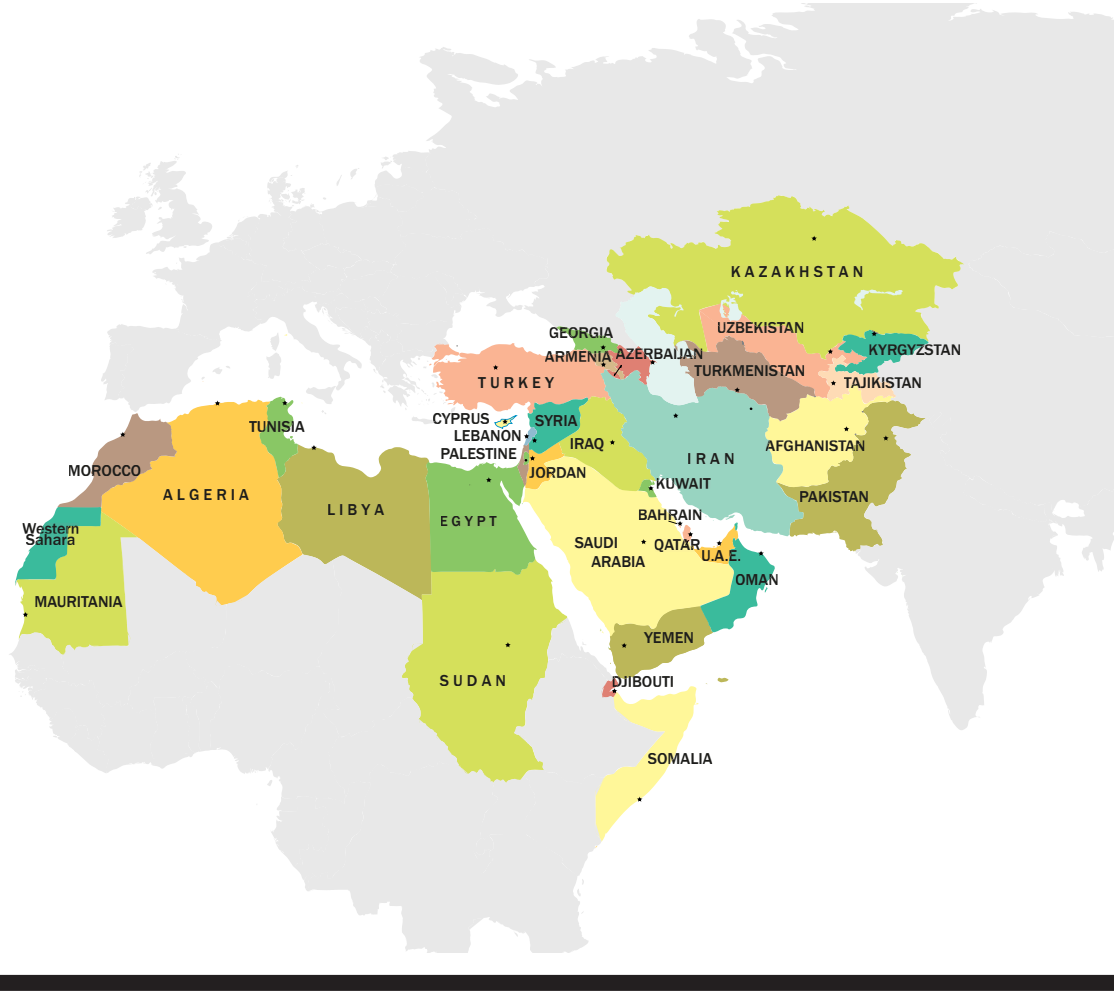 KAZAKHSTAN
UZBEKISTAN
GEORGIA
KYRGYZSTAN
ARMENIA
AZERBAIJAN
TURKMENISTAN
TURKEY
TAJIKISTAN
CYPRUS
SYRIA
TUNISIA
LEBANON
IRAQ
AFGHANISTAN
PALESTINE
IRAN
MOROCCO
JORDAN
KUWAIT
ALGERIA
PAKISTAN
LIBYA
BAHRAIN
EGYPT
Western
Sahara
SAUDI
ARABIA
QATAR
U.A.E.
OMAN
MAURITANIA
YEMEN
SUDAN
DJIBOUTI
SOMALIA